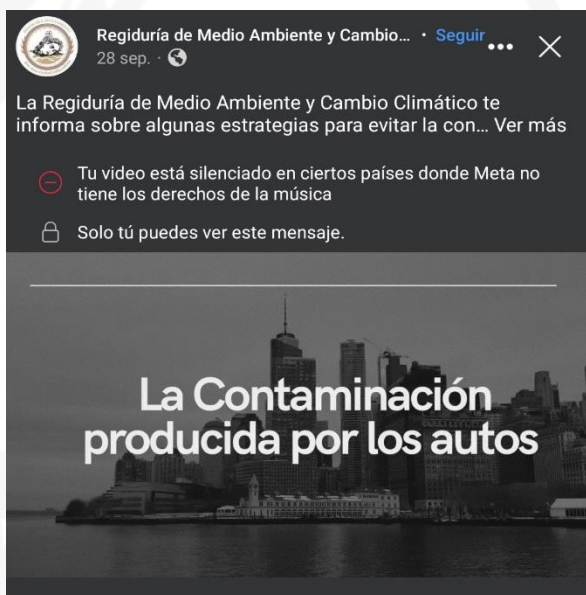 Regiduría de Medio Ambiente y Cambio... · Seguir
28 sep. ·
La Regiduría de Medio Ambiente y Cambio Climático te
informa sobre algunas estrategias para evitar la con... Ver más
Tu video está silenciado en ciertos países donde Meta no
tiene los derechos de la música
Solo tú puedes ver este mensaje.
La Contaminación
producida por los autos